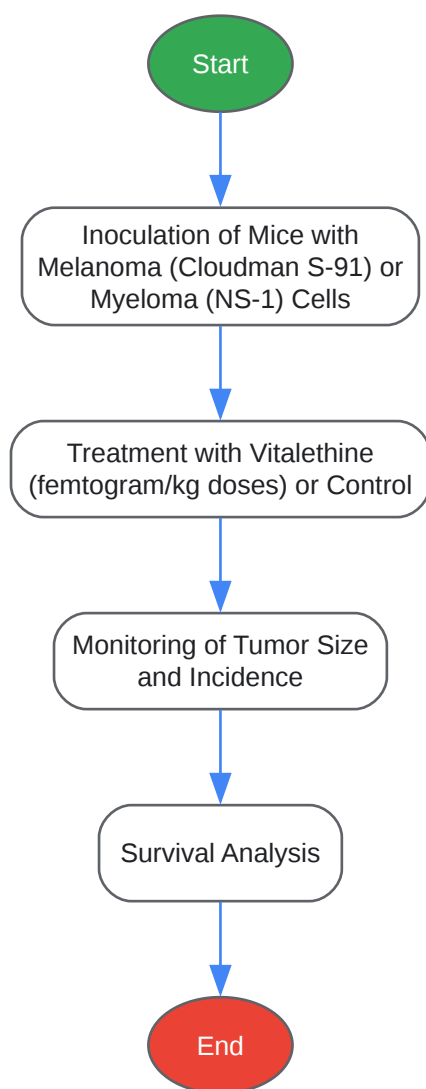 Start
Inoculation of Mice with
Melanoma (Cloudman S-91) or
Myeloma (NS-1) Cells
Treatment with Vitalethine
(femtogram/kg doses) or Control
Monitoring of Tumor Size
and Incidence
Survival Analysis
End